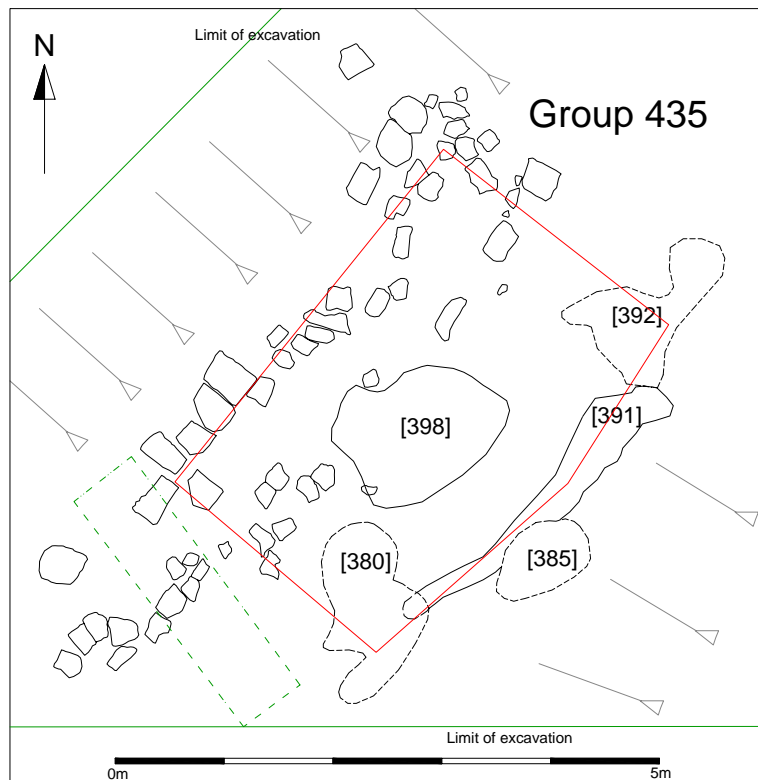 Limit of excavation
N
Group 435
[392]
[391]
[398]
[380]
[385]
Limit of excavation
0m
5m